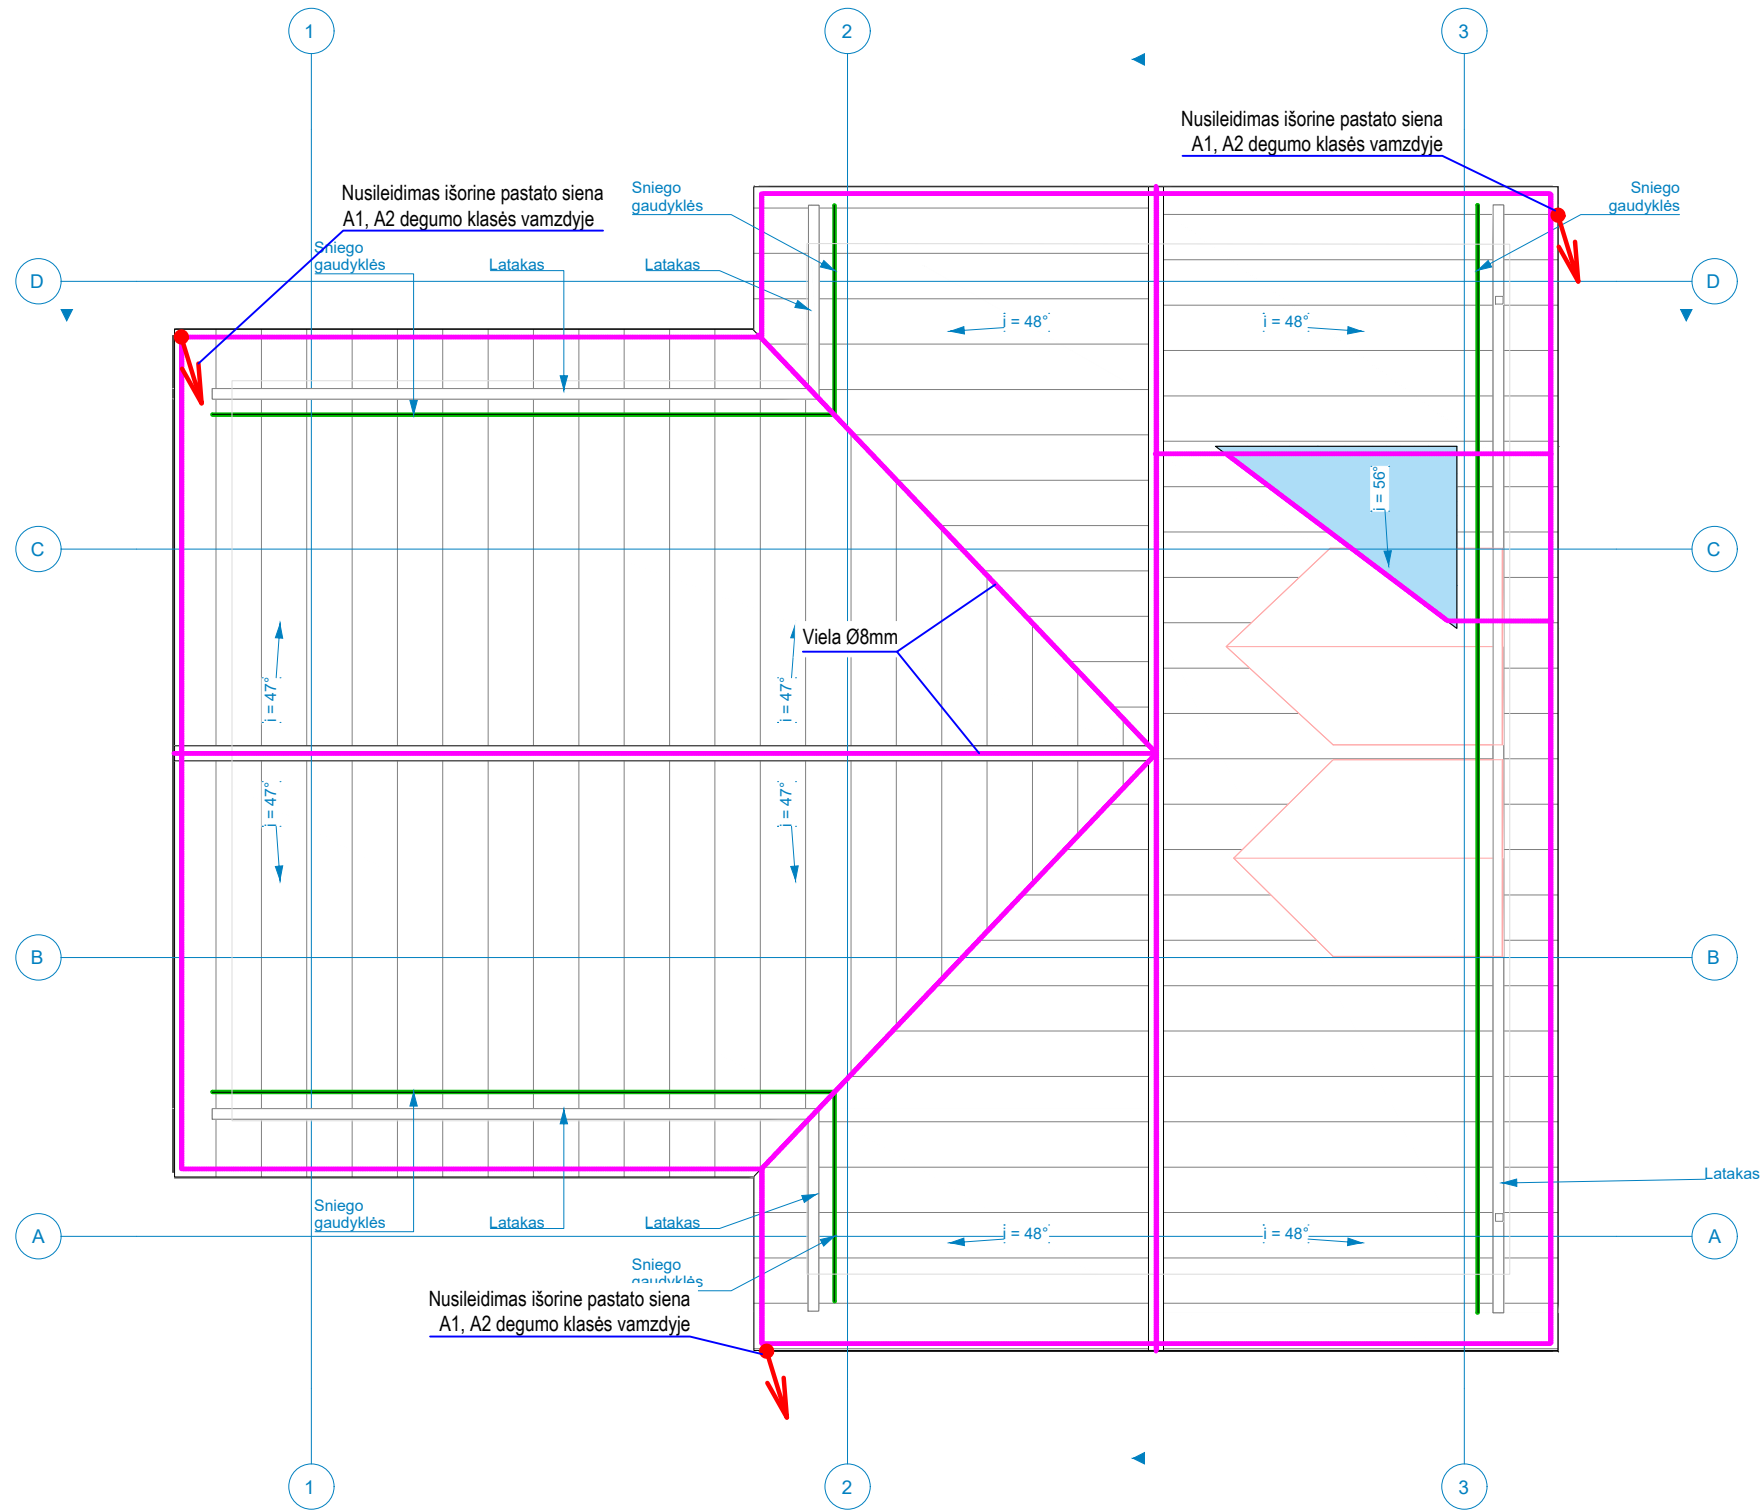 1
2
3
Nusileidimas išorine pastato siena
A1, A2 degumo klasės vamzdyje
Nusileidimas išorine pastato siena
A1, A2 degumo klasės vamzdyje
Sniego
gaudyklės
Sniego
gaudyklės
Sniego
gaudyklės
Latakas
Latakas
D
D
i = 48°
i = 48°
i = 56°
C
C
Viela Ø8mm
i = 47°
i = 47°
i = 47°
i = 47°
B
B
Latakas
Sniego
gaudyklės
Latakas
Latakas
A
A
i = 48°
i = 48°
Sniego
gaudyklės
Nusileidimas išorine pastato siena
A1, A2 degumo klasės vamzdyje
1
2
3